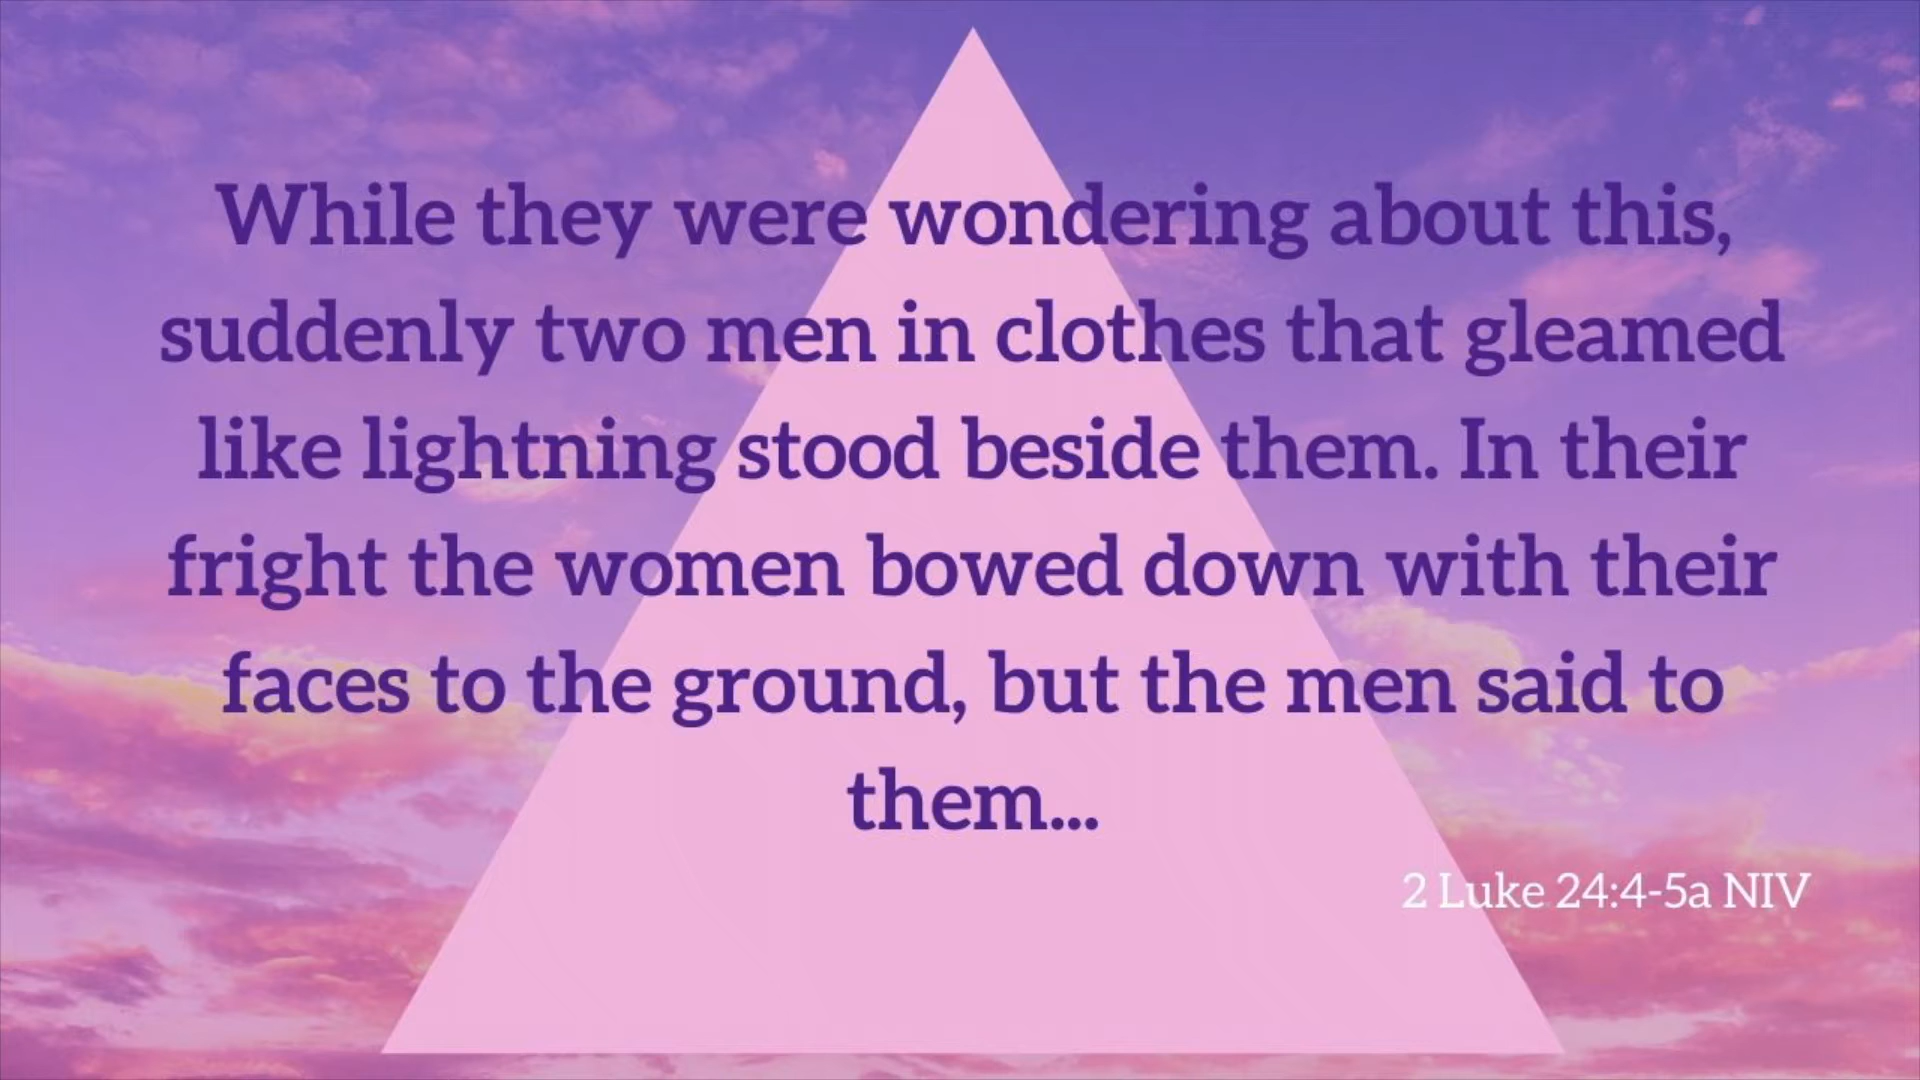 While they were wondering about this,
suddenly two men in clothes that gleamed
like lightning stood beside them. In their
fright the women bowed down with their
faces to the ground, but the men said to
them...
2 Luke 24:4-5a NIV